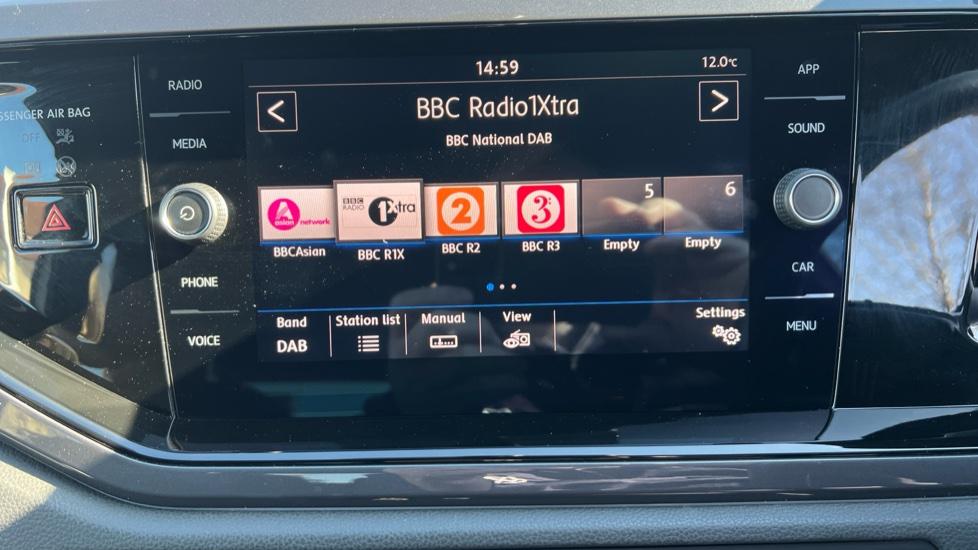 14:59
12.0°C
BBC Radio1Xtra
BBC National DAB
RADIO
MEDIA
PHONE
VOICE
APP
SOUND
CAR
MENU
SSENGER AIR BAG
OFF
asian network
BBC RADIO 1Xtra
2
3
5
6
BBCAsian
BBC R1X
BBC R2
BBC R3
Empty
Empty
Band
DAB
Station list
Manual
View
Settings